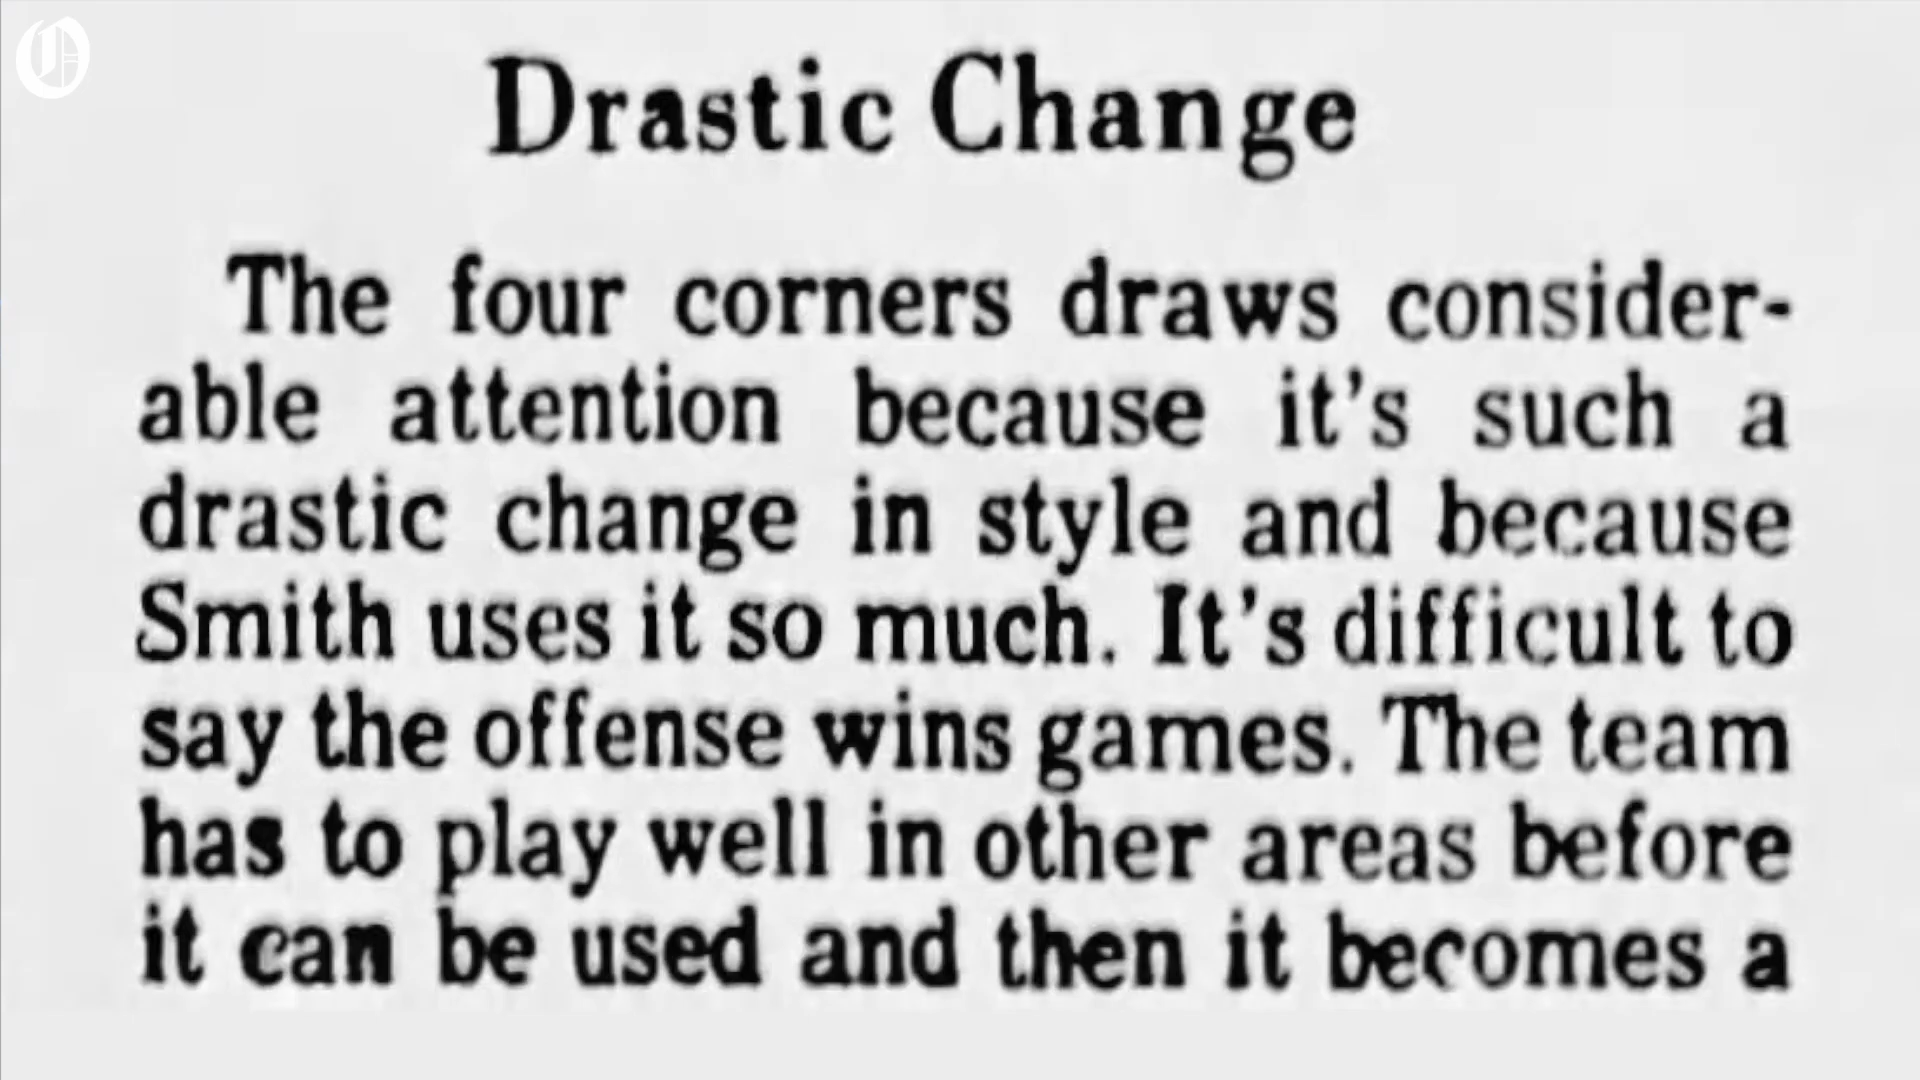 O
Drastic Change
The four corners draws consider-
able attention because it's such a
drastic change in style and because
Smith uses it so much. It's difficult to
say the offense wins games. The team
has to play well in other areas before
it can be used and then it becomes a